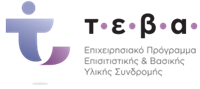 τ•ε•β•α•
Επιχειρησιακό Πρόγραμμα
Επισιτιστικής & Βασικής
Υλικής Συνδρομής